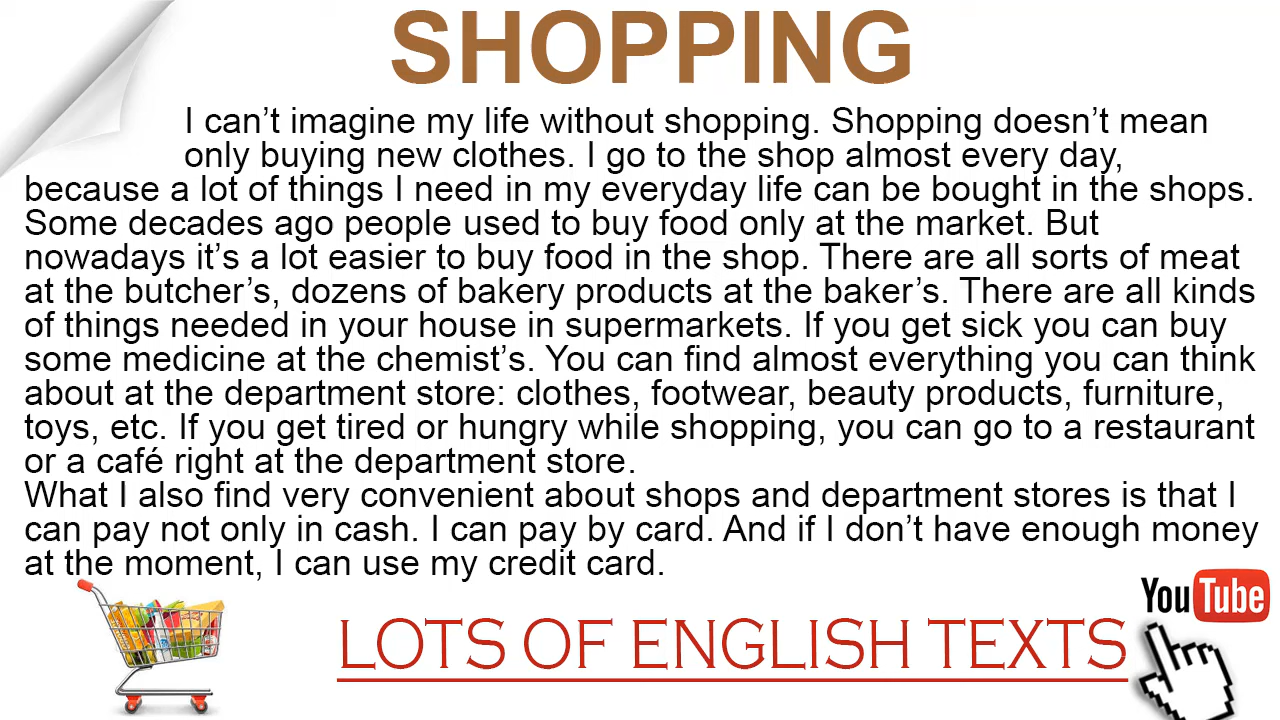 SHOPPING
I can’t imagine my life without shopping. Shopping doesn’t mean
only buying new clothes. I go to the shop almost every day,
because a lot of things I need in my everyday life can be bought in the shops.
Some decades ago people used to buy food only at the market. But
nowadays it’s a lot easier to buy food in the shop. There are all sorts of meat
at the butcher’s, dozens of bakery products at the baker’s. There are all kinds
of things needed in your house in supermarkets. If you get sick you can buy
some medicine at the chemist’s. You can find almost everything you can think
about at the department store: clothes, footwear, beauty products, furniture,
toys, etc. If you get tired or hungry while shopping, you can go to a restaurant
or a café right at the department store.
What I also find very convenient about shops and department stores is that I
can pay not only in cash. I can pay by card. And if I don’t have enough money
at the moment, I can use my credit card.
YouTube
LOTS OF ENGLISH TEXTS